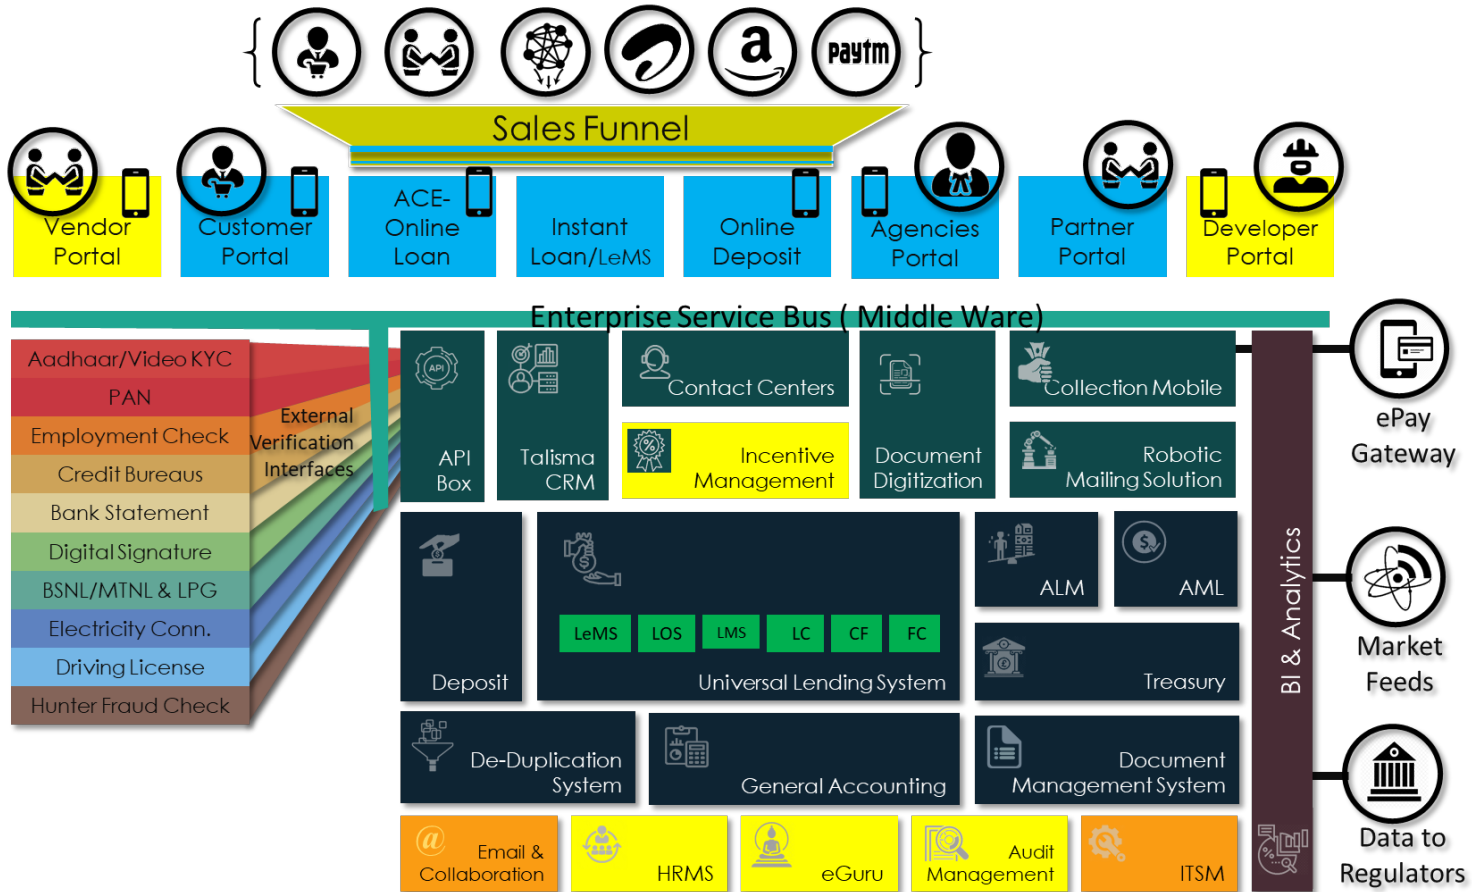 a
paytm
Sales Funnel
Vendor
Portal
Customer
Portal
ACE-
Online
Loan
Instant
Loan/LeMS
Online
Deposit
Agencies
Portal
Partner
Portal
Developer
Portal
Enterprise Service Bus ( Middle Ware)
Aadhaar/Video KYC
PAN
Employment Check
Credit Bureaus
Bank Statement
Digital Signature
BSNL/MTNL & LPG
Electricity Conn.
Driving License
Hunter Fraud Check
External
Verification
Interfaces
API
API
Box
Talisma
CRM
Contact Centers
%
Incentive
Management
Document
Digitization
Collection Mobile
Robotic
Mailing Solution
Deposit
LeMS
LOS
LMS
LC
CF
FC
Universal Lending System
ALM
AML
Treasury
De-Duplication
System
General Accounting
Document
Management System
@
Email &
Collaboration
HRMS
eGuru
Audit
Management
ITSM
BI & Analytics
ePay
Gateway
Market
Feeds
Data to
Regulators